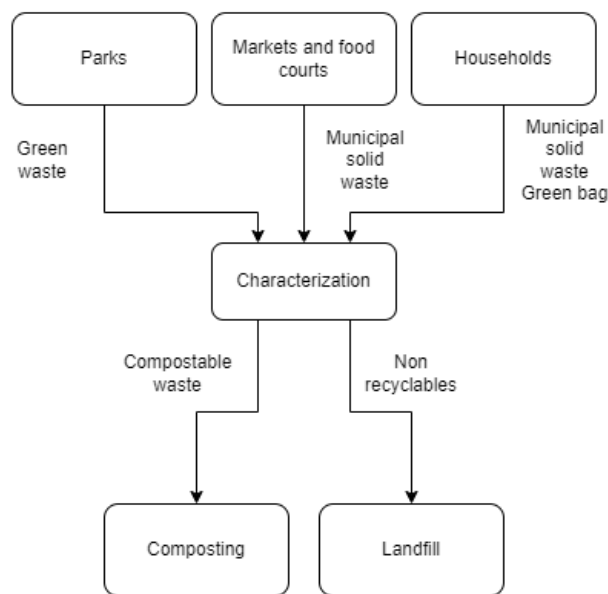 Parks
Markets and food
courts
Households
Green
waste
Municipal
solid
waste
Municipal
solid
waste
Green bag
Characterization
Compostable
waste
Non
recyclables
Composting
Landfill